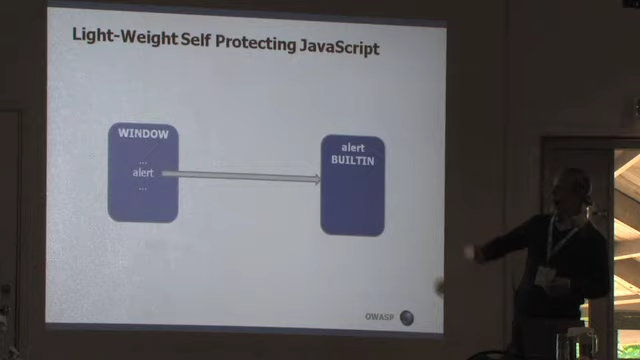 Light-Weight Self Protecting JavaScript
WINDOW
...
alert
...
alert
BUILTIN
OWASP